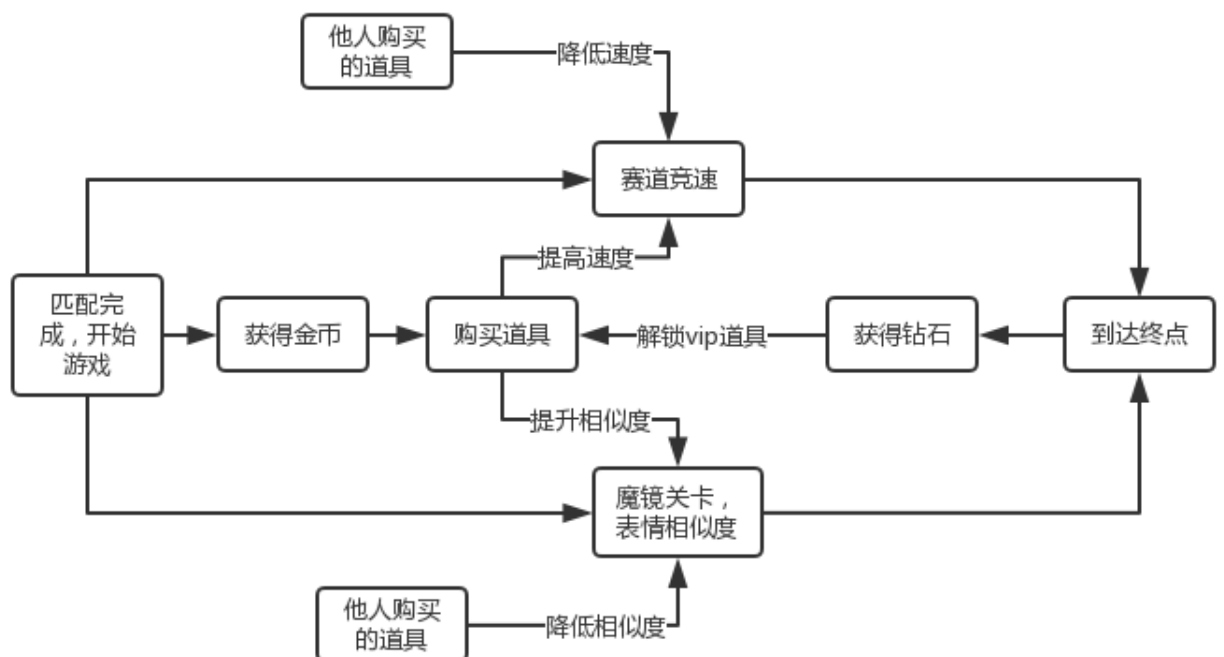 他人购买
的道具
降低速度
赛道竞速
提高速度
匹配完
成，开始
游戏
获得金币
购买道具
解锁vip道具
获得钻石
到达终点
提升相似度
魔镜关卡，
表情相似度
他人购买
的道具
降低相似度